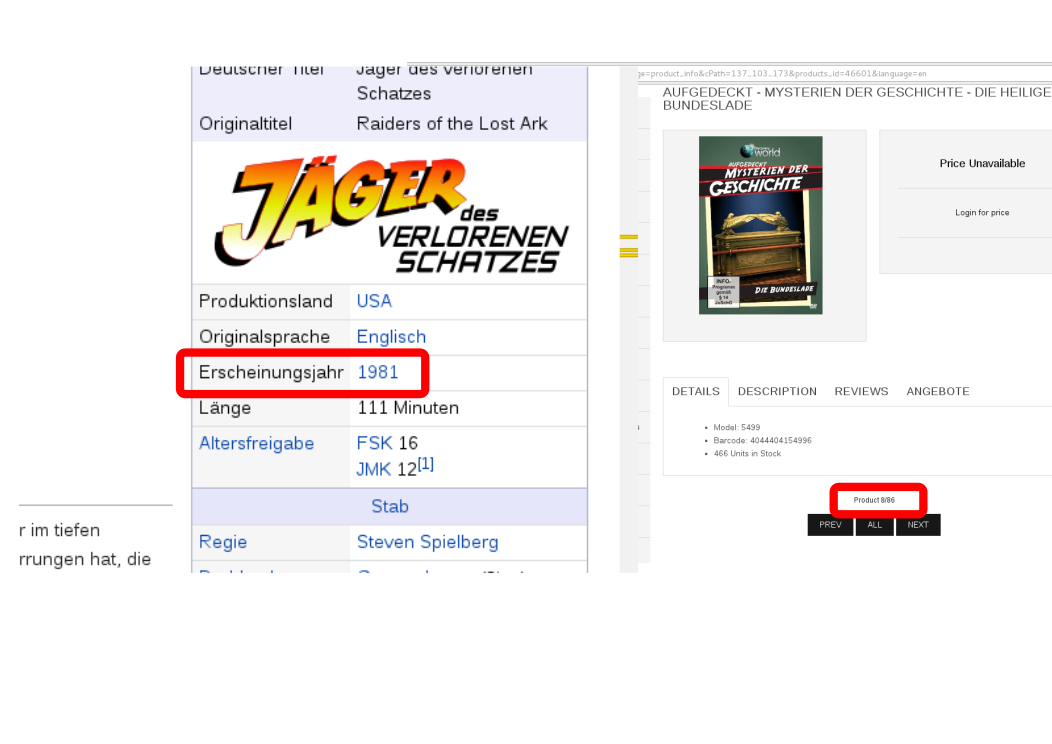 Deutscher Titel Jäger des verlorenen
Schatzes
Originaltitel Raiders of the Lost Ark
JÄGER
des
VERLORENEN
SCHATZES
Produktionsland USA
Originalsprache Englisch
Erscheinungsjahr 1981
Länge 111 Minuten
Altersfreigabe FSK 16
JMK 12[1]
Stab
Regie Steven Spielberg
r im tiefen
rrungen hat, die
ge=product_info&cPath=137_103_173&products_id=46601&language=en
AUFGEDECKT - MYSTERIEN DER GESCHICHTE - DIE HEILIGE
BUNDESLADE
world
AUFGEDECKT
MYSTERIEN DER
GESCHICHTE
INFO-
Programm
gemäß
§ 14
JuSchG
DIE BUNDESLADE
Price Unavailable
Login for price
DETAILS DESCRIPTION REVIEWS ANGEBOTE
• Model: 5499
• Barcode: 4044404154996
• 466 Units in Stock
Product 8/86
PREV ALL NEXT